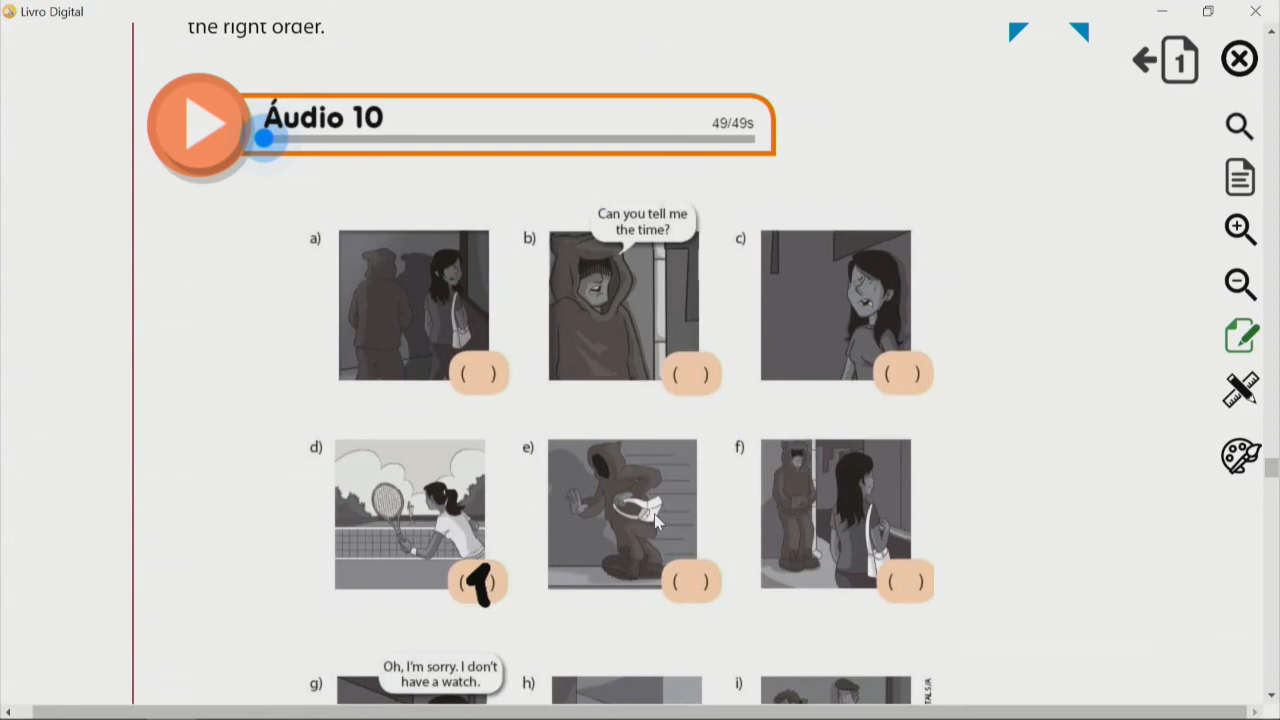 Livro Digital
the right order.
1
Áudio 10
49/49s
Can you tell me
the time?
a)
b)
c)
( )
( )
( )
d)
e)
f)
(1)
( )
( )
Oh, I'm sorry. I don't
have a watch.
g)
h)
i)